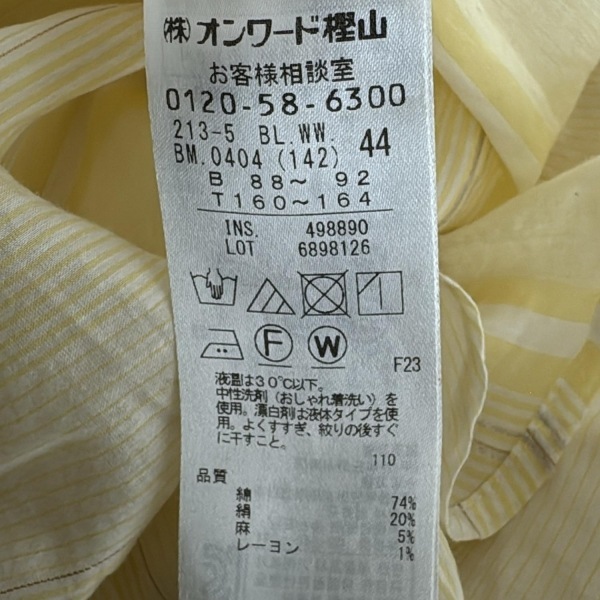 (株)オンワード樫山
お客様相談室
0120-58-6300
213-5 BL.WW.
BM.0404 (142) 44
B 88～ 92
T160～164
INS. 498890
LOT 6898126
F W
F23
液温は30℃以下。
中性洗剤（おしゃれ着洗い）を
使用。漂白剤は液体タイプを使
用。よくすすぎ、絞りの後すぐ
に干すこと。
110
品質
綿 74%
絹 20%
麻 5%
レーヨン 1%